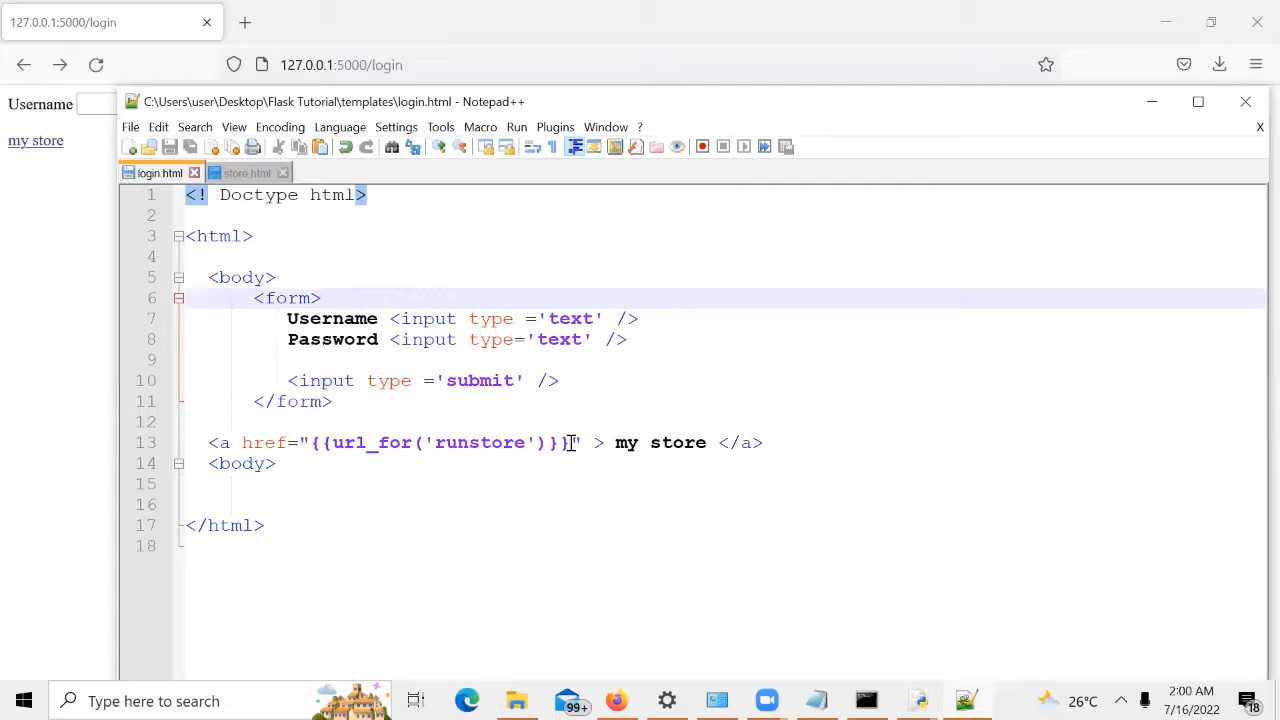 127.0.0.1:5000/login
127.0.0.1:5000/login
Username
my store
C:\Users\user\Desktop\Flask Tutorial\templates\login.html - Notepad++
File Edit Search View Encoding Language Settings Tools Macro Run Plugins Window ? X
login.html store.html
1 <! Doctype html>
2
3 <html>
4
5 <body>
6 <form>
7 Username <input type ='text' />
8 Password <input type='text' />
9
10 <input type ='submit' />
11 </form>
12
13 <a href="{{url_for('runstore')}}" > my store </a>
14 <body>
15
16
17 </html>
18
Type here to search
99+
26°C
2:00 AM
7/16/2022
18